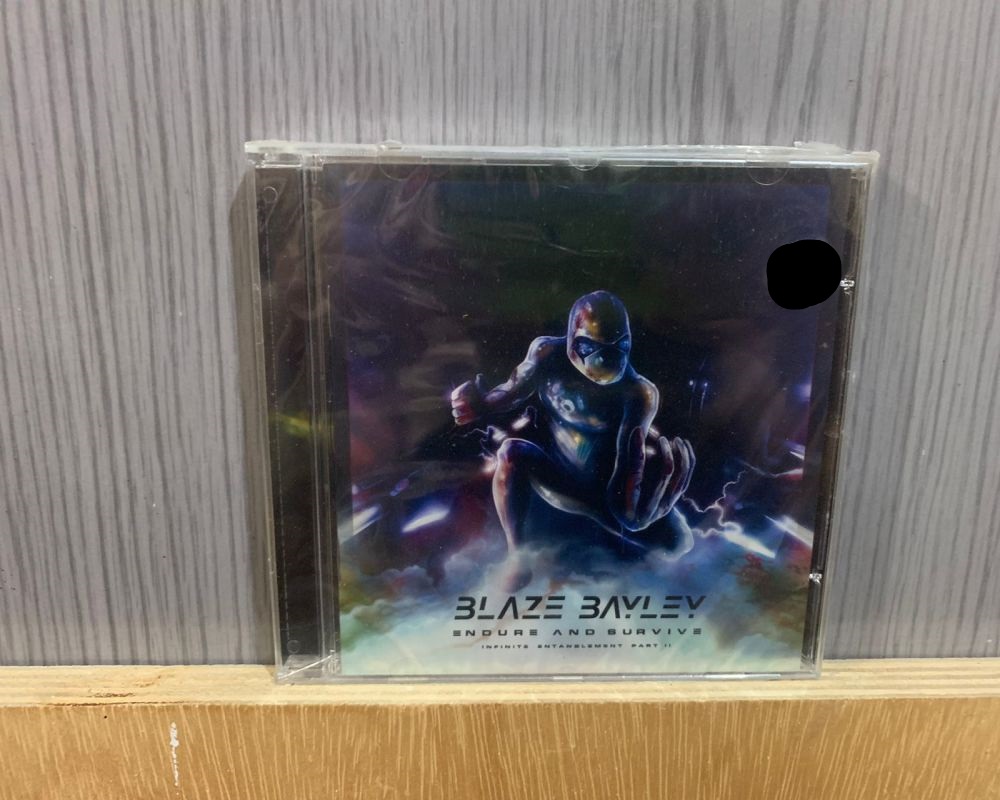 BLAZE BAYLEY
ENDURE AND SURVIVE
INFINITE ENTANGLEMENT PART II